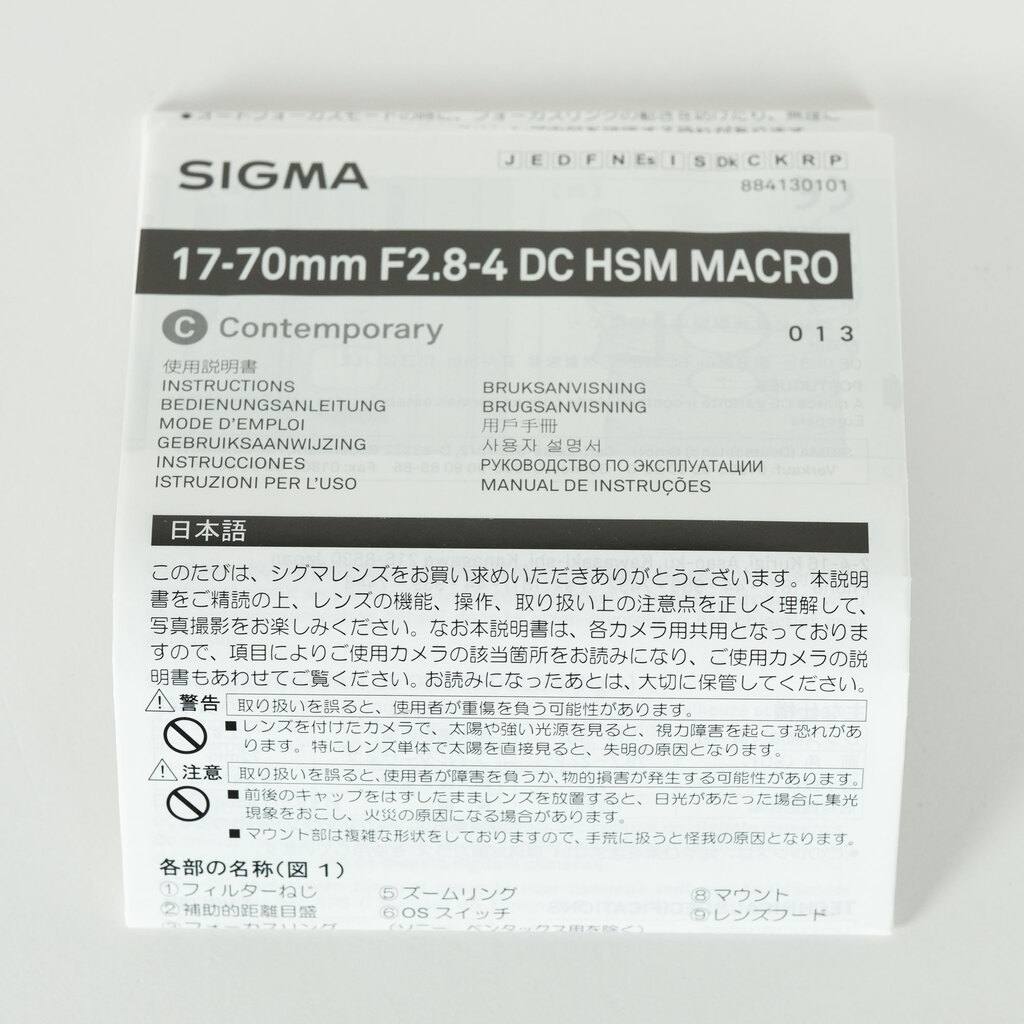 SIGMA
J E D F N Es I S Dk C K R P
884130101
17-70mm F2.8-4 DC HSM MACRO
C Contemporary
013
使用説明書
INSTRUCTIONS
BEDIENUNGSANLEITUNG
MODE D'EMPLOI
GEBRUIKSAANWIJZING
INSTRUCCIONES
ISTRUZIONI PER L'USO
BRUKSANVISNING
BRUGSANVISNING
用戶手冊
사용자 설명서
РУКОВОДСТВО ПО ЭКСПЛУАТАЦИИ
MANUAL DE INSTRUÇÕES
日本語
このたびは、シグマレンズをお買い求めいただきありがとうございます。本説明
書をご精読の上、レンズの機能、操作、取り扱い上の注意点を正しく理解して、
写真撮影をお楽しみください。なお本説明書は、各カメラ用共用となっておりま
すので、項目によりご使用カメラの該当箇所をお読みになり、ご使用カメラの説
明書もあわせてご覧ください。お読みになったあとは、大切に保管してください。
警告 取り扱いを誤ると、使用者が重傷を負う可能性があります。
■レンズを付けたカメラで、太陽や強い光源を見ると、視力障害を起こす恐れがあ
ります。特にレンズ単体で太陽を直接見ると、失明の原因となります。
注意 取り扱いを誤ると、使用者が障害を負うか、物的損害が発生する可能性があります。
■前後のキャップをはずしたままレンズを放置すると、日光があたった場合に集光
現象をおこし、火災の原因になる場合があります。
■マウント部は複雑な形状をしておりますので、手荒に扱うと怪我の原因となります。
各部の名称(図1)
①フィルターねじ
②補助的距離目盛
③フォーカスリング
⑤ズームリング
⑥OSスイッチ
(ソニー、ペンタックス用を除く)
⑧マウント
⑨レンズフード